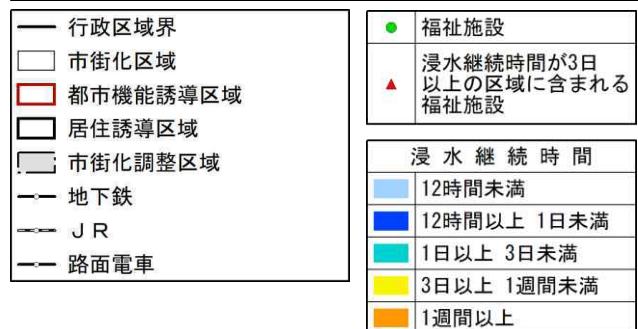 行政区域界
市街化区域
都市機能誘導区域
居住誘導区域
市街化調整区域
地下鉄
ＪＲ
路面電車
福祉施設
浸水継続時間が3日
以上の区域に含まれる
福祉施設
浸水継続時間
12時間未満
12時間以上 1日未満
1日以上 3日未満
3日以上 1週間未満
1週間以上